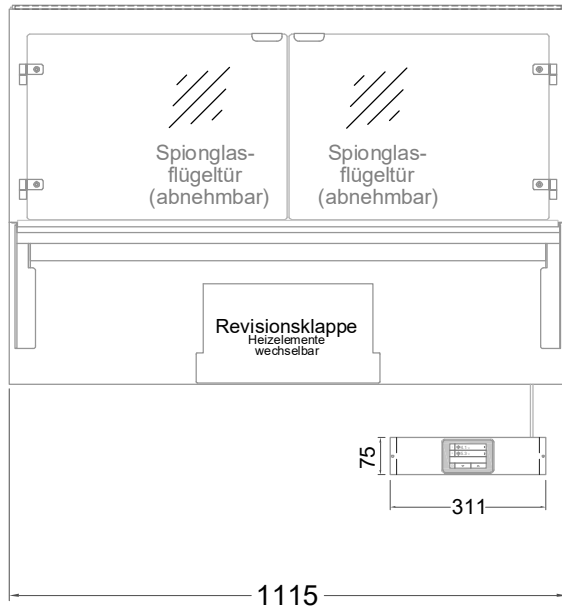 Spionglas-
flügeltür
(abnehmbar)
Spionglas-
flügeltür
(abnehmbar)
Revisionsklappe
Heizelemente
wechselbar
75
311
1115